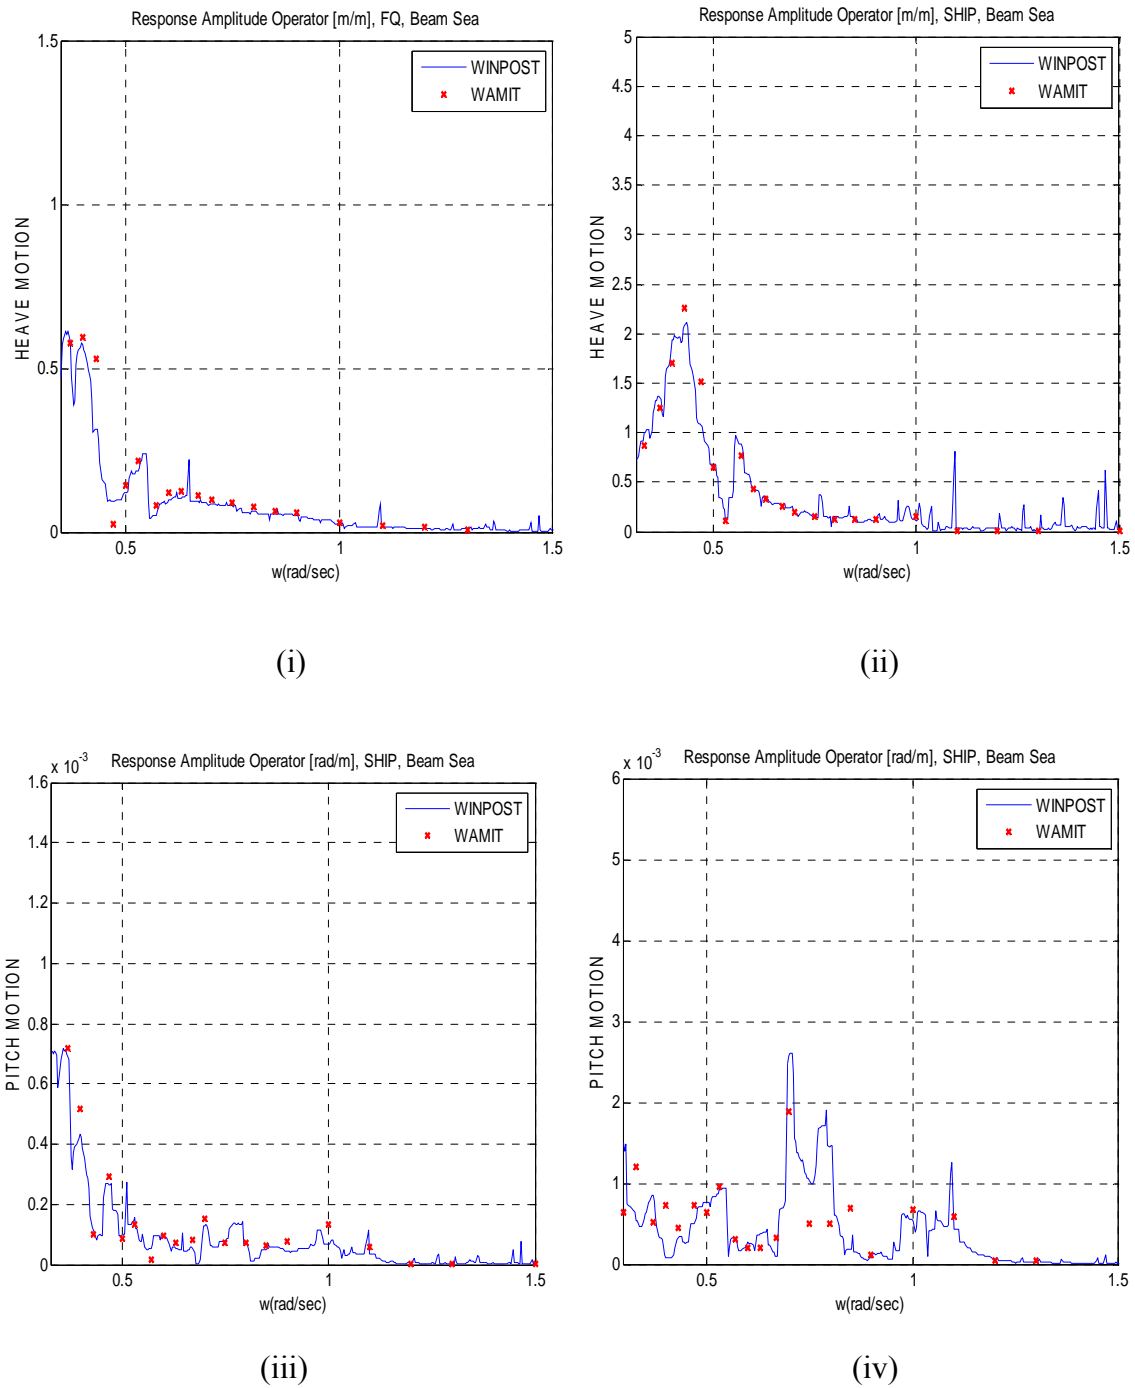 Response Amplitude Operator [m/m], FQ, Beam Sea
1.5
1
0.5
0
HEAVE MOTION
WINPOST
WAMIT
0.5
1
1.5
w(rad/sec)
(i)
Response Amplitude Operator [m/m], SHIP, Beam Sea
5
4.5
4
3.5
3
2.5
2
1.5
1
0.5
0
HEAVE MOTION
WINPOST
WAMIT
0.5
1
1.5
w(rad/sec)
(ii)
x 10-3
Response Amplitude Operator [rad/m], SHIP, Beam Sea
1.6
1.4
1.2
1
0.8
0.6
0.4
0.2
0
PITCH MOTION
WINPOST
WAMIT
0.5
1
1.5
w(rad/sec)
(iii)
x 10-3
Response Amplitude Operator [rad/m], SHIP, Beam Sea
6
5
4
3
2
1
0
PITCH MOTION
WINPOST
WAMIT
0.5
1
1.5
w(rad/sec)
(iv)